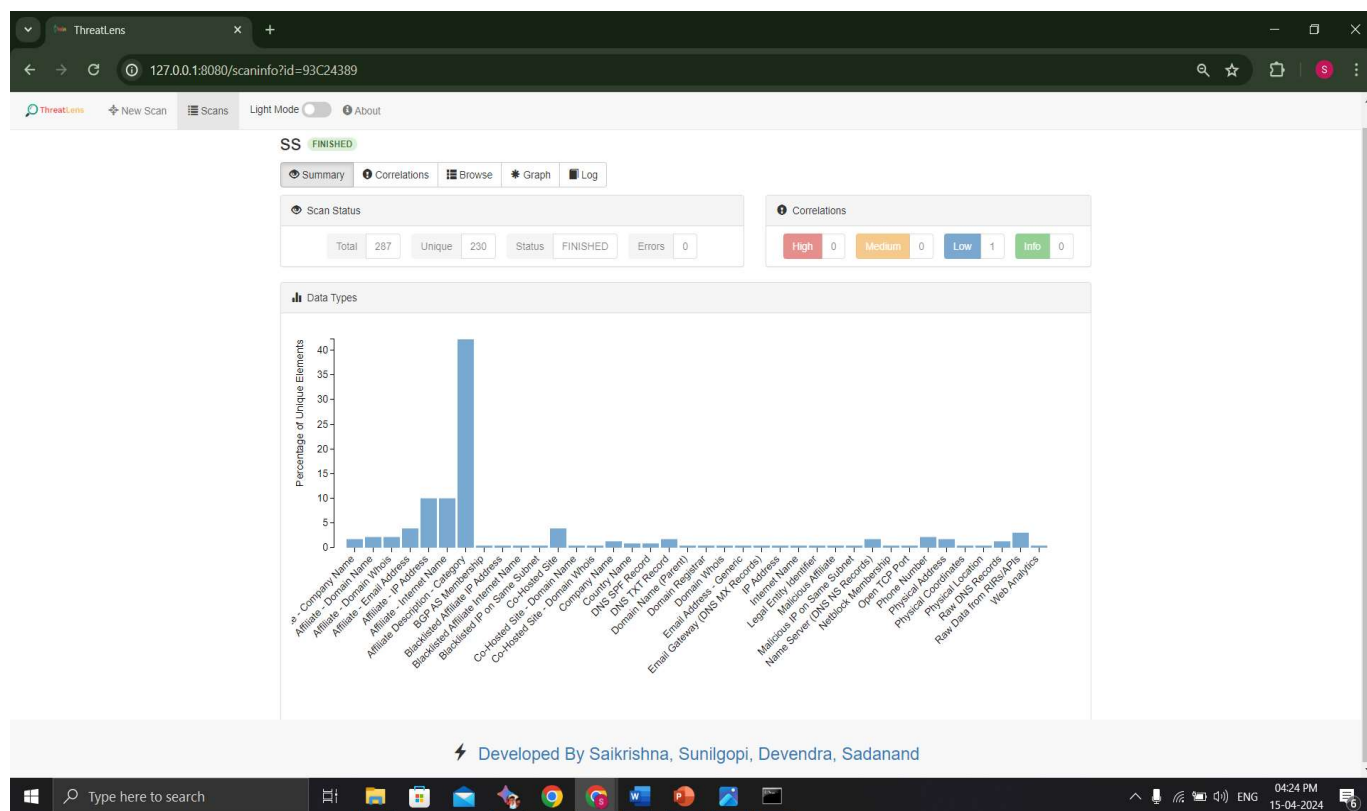 ThreatLens
127.0.0.1:8080/scaninfo?id=93C24389
S
ThreatLens New Scan Scans Light Mode About
SS FINISHED
Summary Correlations Browse Graph Log
Scan Status
Total 287 Unique 230 Status FINISHED Errors 0
Correlations
High 0 Medium 0 Low 1 Info 0
Data Types
Percentage of Unique Elements
40
35
30
25
20
15
10
5
0
e - Company Name
Affiliate - Domain Name
Affiliate - Domain Whois
Affiliate - Email Address
Affiliate - IP Address
Affiliate - Internet Name
Affiliate Description - Category
BGP AS Membership
Blacklisted Affiliate IP Address
Blacklisted Affiliate Internet Name
Blacklisted IP on Same Subnet
Co-Hosted Site
Co-Hosted Site - Domain Name
Co-Hosted Site - Domain Whois
Company Name
Country Name
DNS SPF Record
DNS TXT Record
Domain Name (Parent)
Domain Registrar
Domain Whois
Email Address - Generic
Email Gateway (DNS MX Records)
IP Address
Internet Name
Legal Entity Identifier
Malicious Affiliate
Malicious IP on Same Subnet
Name Server (DNS NS Records)
Netblock Membership
Open TCP Port
Phone Number
Physical Address
Physical Coordinates
Physical Location
Raw DNS Records
Raw Data from RIRs/APIs
Web Analytics
Developed By Saikrishna, Sunilgopi, Devendra, Sadanand
Type here to search
ENG
04:24 PM
15-04-2024
6